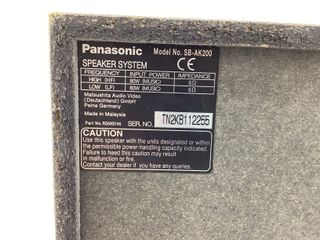 Panasonic Model No. SB-AK200
SPEAKER SYSTEM
FREQUENCY INPUT POWER IMPEDANCE
HIGH (HF) 80W (MUSIC) 6Ω
LOW (LF) 80W (MUSIC) 6Ω
Matsushita Audio Video
(Deutschland) GmbH
Peine Germany
Made in Malaysia
Part No.
SER. NO. TN2KB112255
CAUTION
Use this speaker with the units designated or within
the permissible power-handling capacity indicated.
Failure to heed this caution may result
in malfunction or fire.
Contact your dealer if you have any queries.